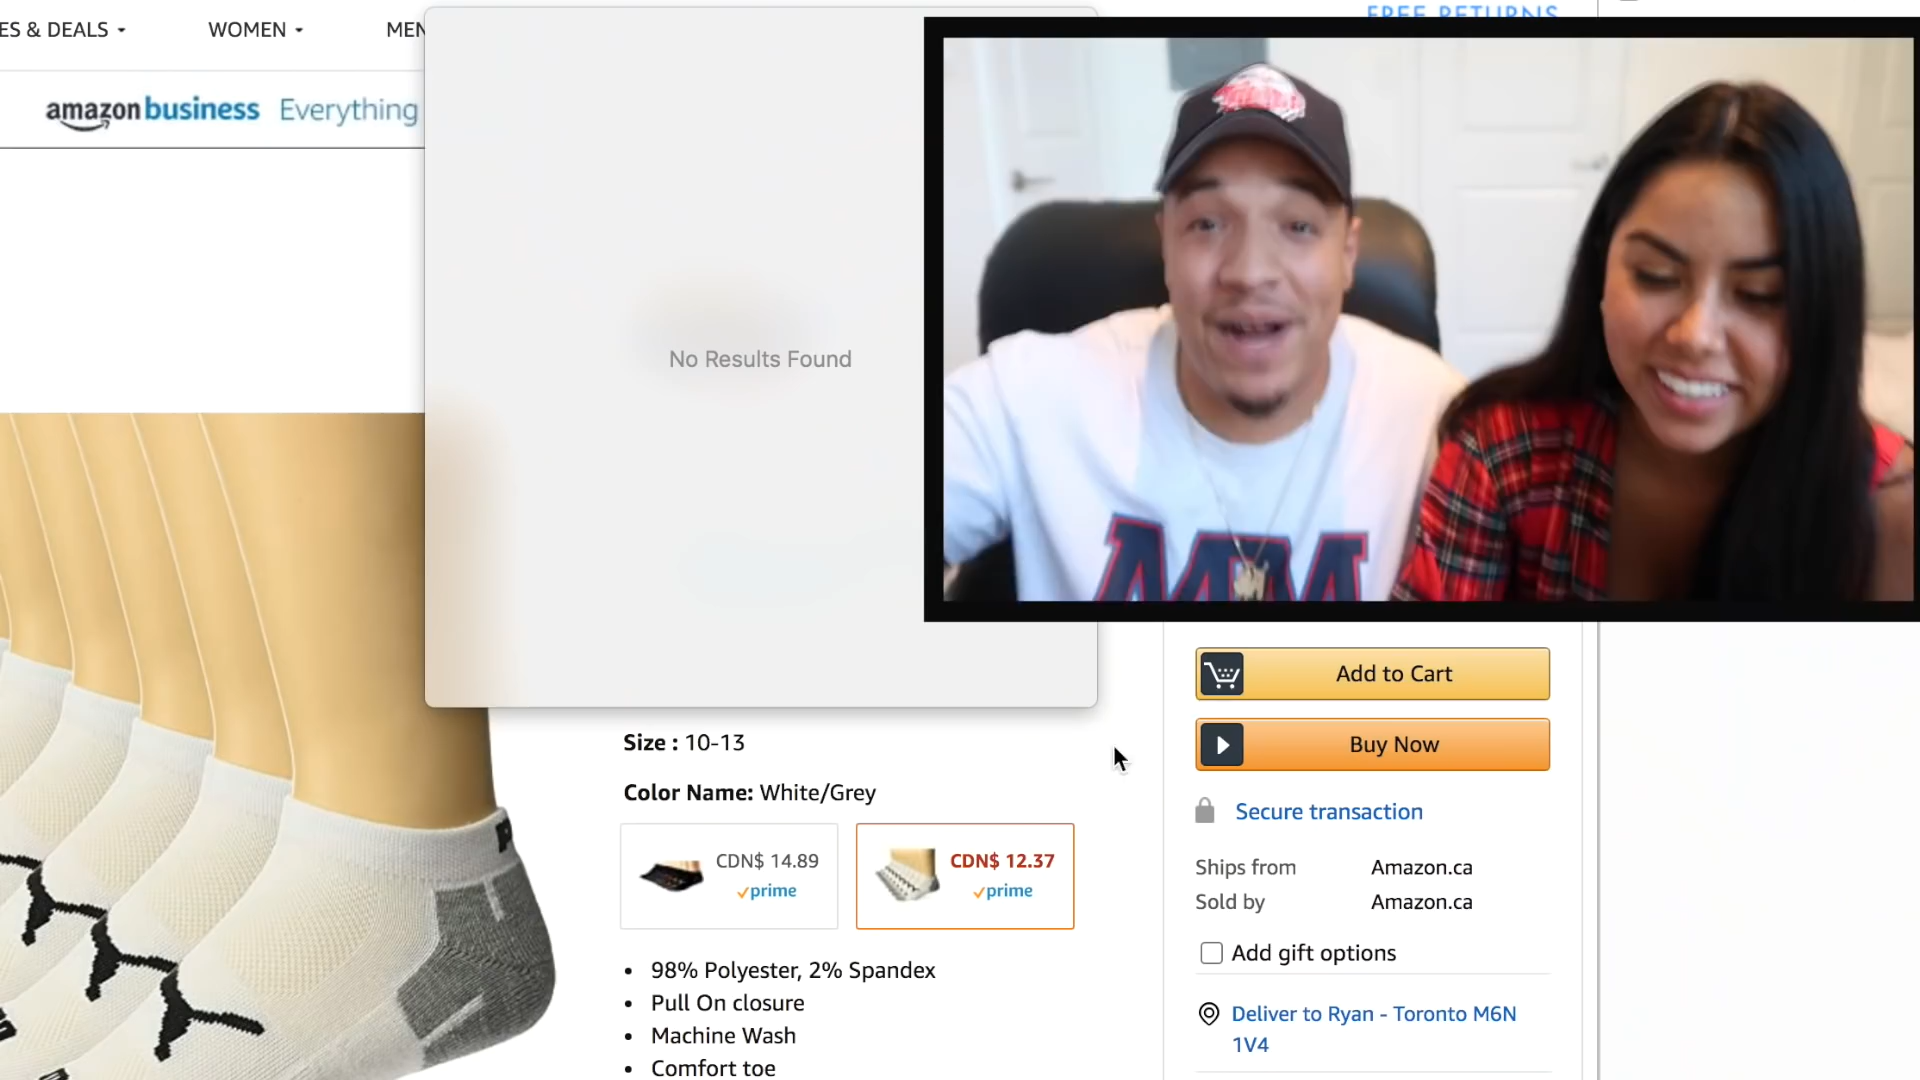 FREE RETURNS
ES & DEALS
WOMEN
MEN
amazon business Everything
No Results Found
MM
Add to Cart
Buy Now
Size : 10-13
Secure transaction
Color Name: White/Grey
CDN$ 14.89
prime
CDN$ 12.37
prime
Ships from Amazon.ca
Sold by Amazon.ca
Add gift options
98% Polyester, 2% Spandex
Pull On closure
Machine Wash
Comfort toe
Deliver to Ryan - Toronto M6N
1V4